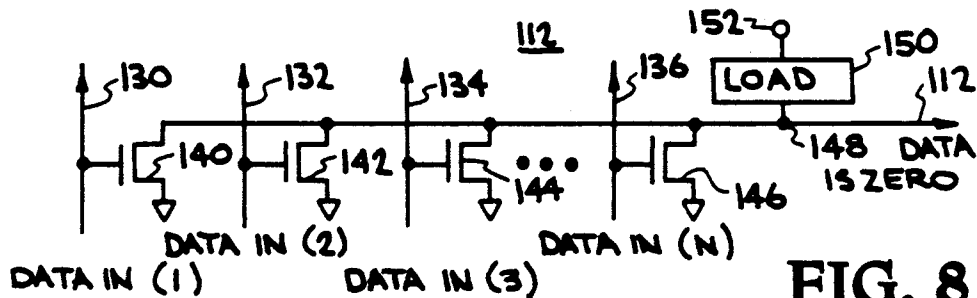 112
152
150
130
132
134
136
LOAD
112
140
142
144
146
148
DATA
IS ZERO
DATA IN (1)
DATA IN (2)
DATA IN (3)
DATA IN (N)
FIG. 8